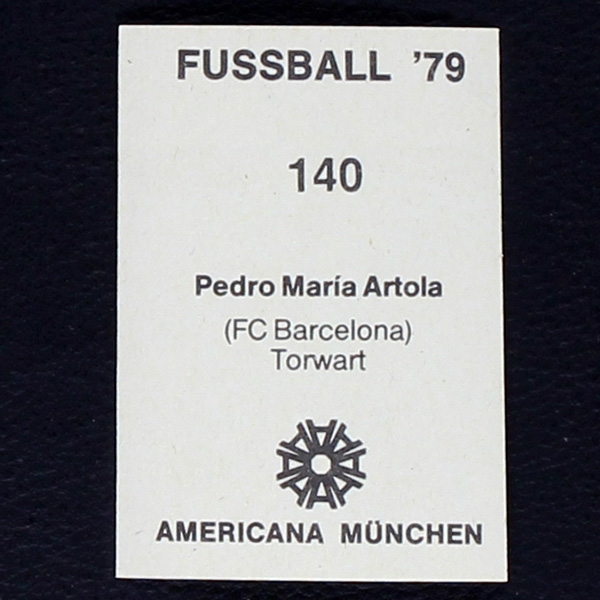 FUSSBALL '79
140
Pedro María Artola
(FC Barcelona)
Torwart
AMERICANA MÜNCHEN